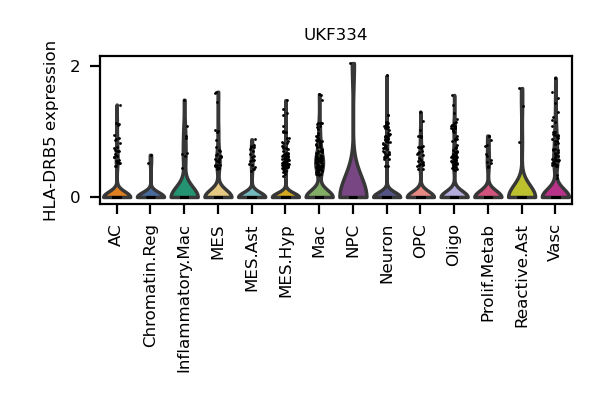 UKF334
HLA-DRB5 expression
2
0
AC
Chromatin.Reg
Inflammatory.Mac
MES
MES.Ast
MES.Hyp
Mac
NPC
Neuron
OPC
Oligo
Prolif.Metab
Reactive.Ast
Vasc